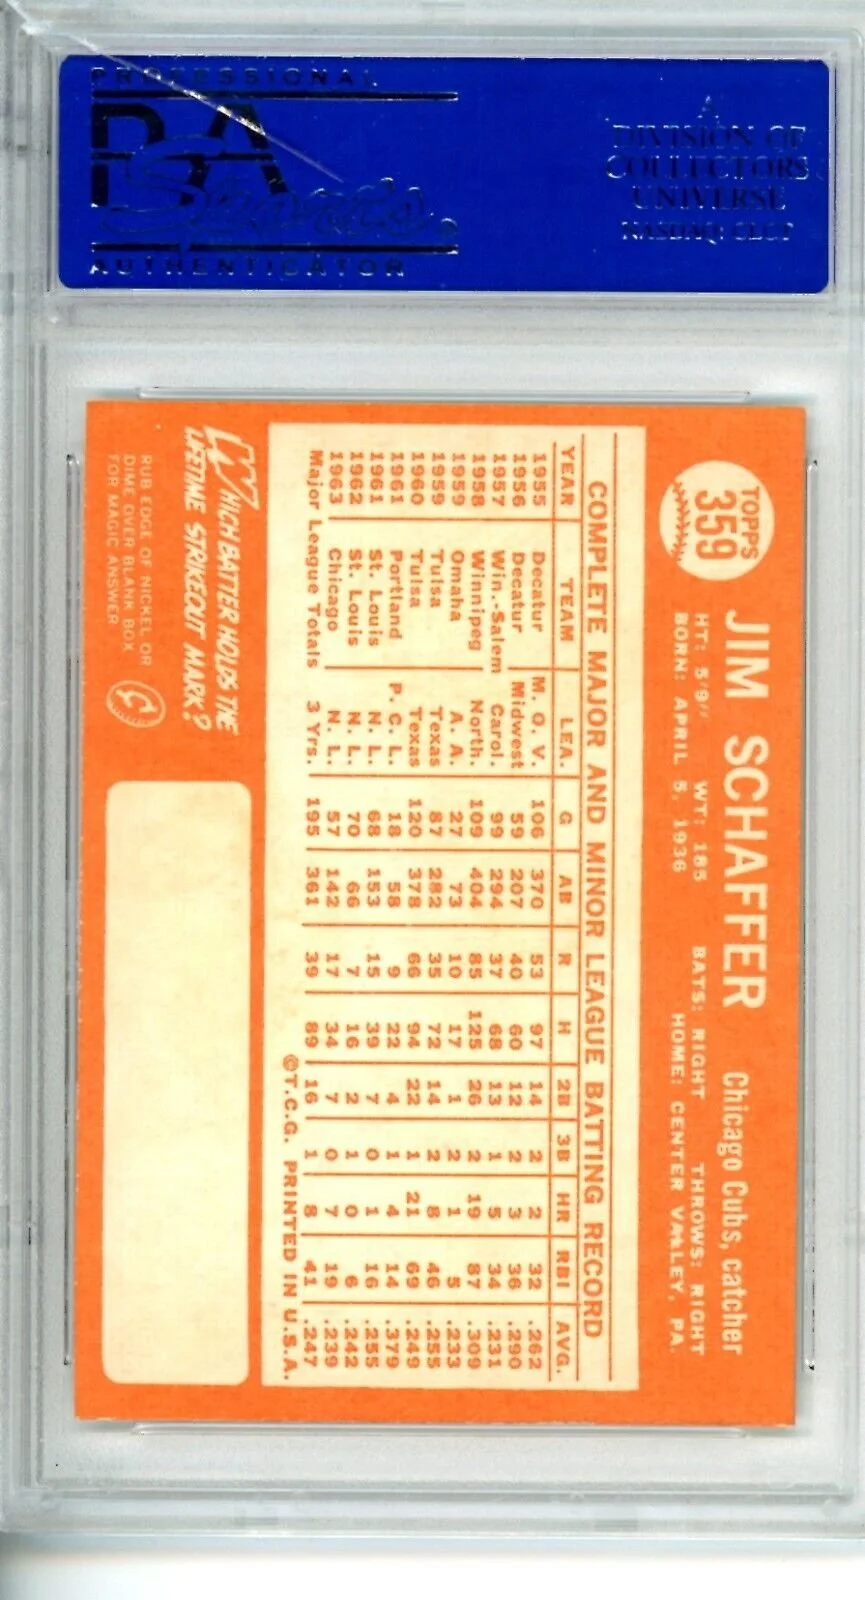 PROFESSIONAL
PSA
Sports®
AUTHENTICATOR
A
DIVISION OF
COLLECTORS
UNIVERSE
NASDAQ: CLCT
TOPPS
359
JIM SCHAFFER Chicago Cubs, catcher
HT: 5'9" WT: 185 BATS: RIGHT THROWS: RIGHT
BORN: APRIL 5, 1936 HOME: CENTER VALLEY, PA.
COMPLETE MAJOR AND MINOR LEAGUE BATTING RECORD
YEAR TEAM LEA. G AB R H 2B 3B HR RBI AVG.
1955 Decatur M. O. V. 106 370 53 97 14 2 2 32 .262
1956 Decatur Midwest 59 207 40 60 12 2 3 36 .290
1957 Win.-Salem Carol. 99 294 37 68 13 1 5 34 .231
1958 Winnipeg North. 109 404 85 125 26 2 19 87 .309
1959 Omaha A. A. 27 73 10 17 1 2 1 5 .233
1959 Tulsa Texas 87 282 35 72 14 2 8 46 .255
1960 Tulsa Texas 120 378 66 94 22 1 21 69 .249
1961 Portland P. C. L. 18 58 9 22 4 1 4 14 .379
1961 St. Louis N. L. 68 153 15 39 7 0 1 16 .255
1962 St. Louis N. L. 70 66 7 16 2 1 0 6 .242
1963 Chicago N. L. 57 142 17 34 7 0 7 19 .239
Major League Totals 3 Yrs. 195 361 39 89 16 1 8 41 .247
©T.C.G. PRINTED IN U.S.A.
WHICH BATTER HOLDS THE
LIFETIME STRIKEOUT MARK?
RUB EDGE OF NICKEL OR
DIME OVER BLANK BOX
FOR MAGIC ANSWER